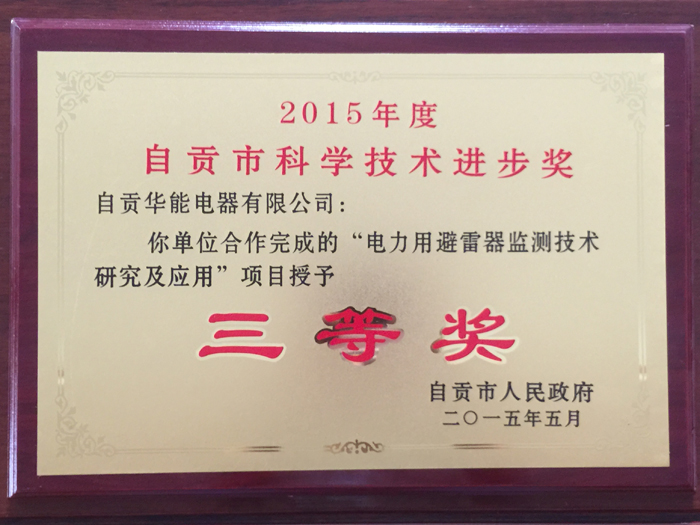 2015年度
自贡市科学技术进步奖
自贡华能电器有限公司：
你单位合作完成的“电力用避雷器监测技术
研究及应用”项目授予
三等奖
自贡市人民政府
二〇一五年五月